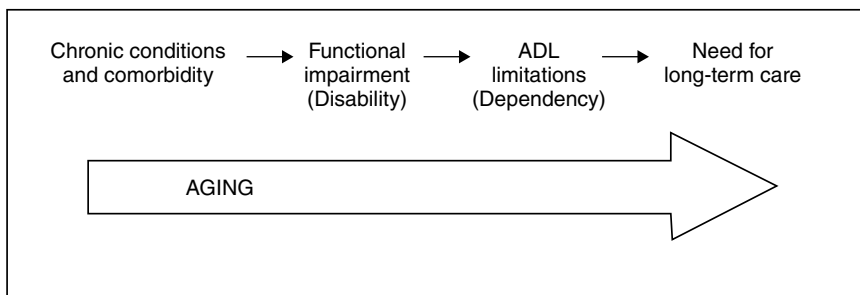 Chronic conditions
and comorbidity
Functional
impairment
(Disability)
ADL
limitations
(Dependency)
Need for
long-term care
AGING